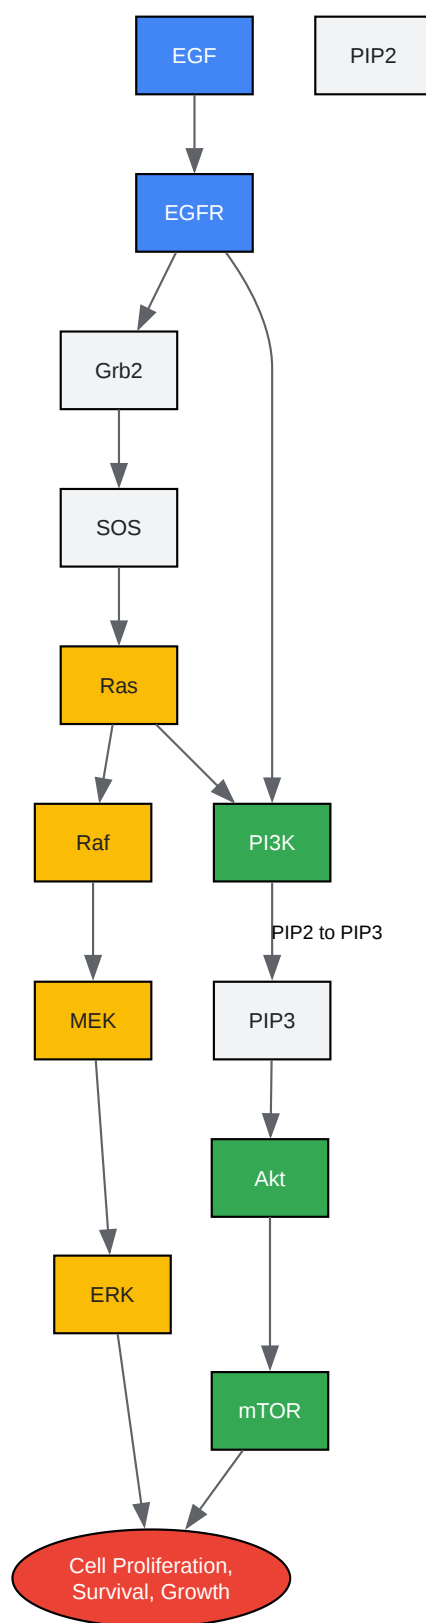 EGF
PIP2
EGFR
Grb2
SOS
Ras
Raf
PI3K
PIP2 to PIP3
MEK
PIP3
Akt
ERK
mTOR
Cell Proliferation,
Survival, Growth